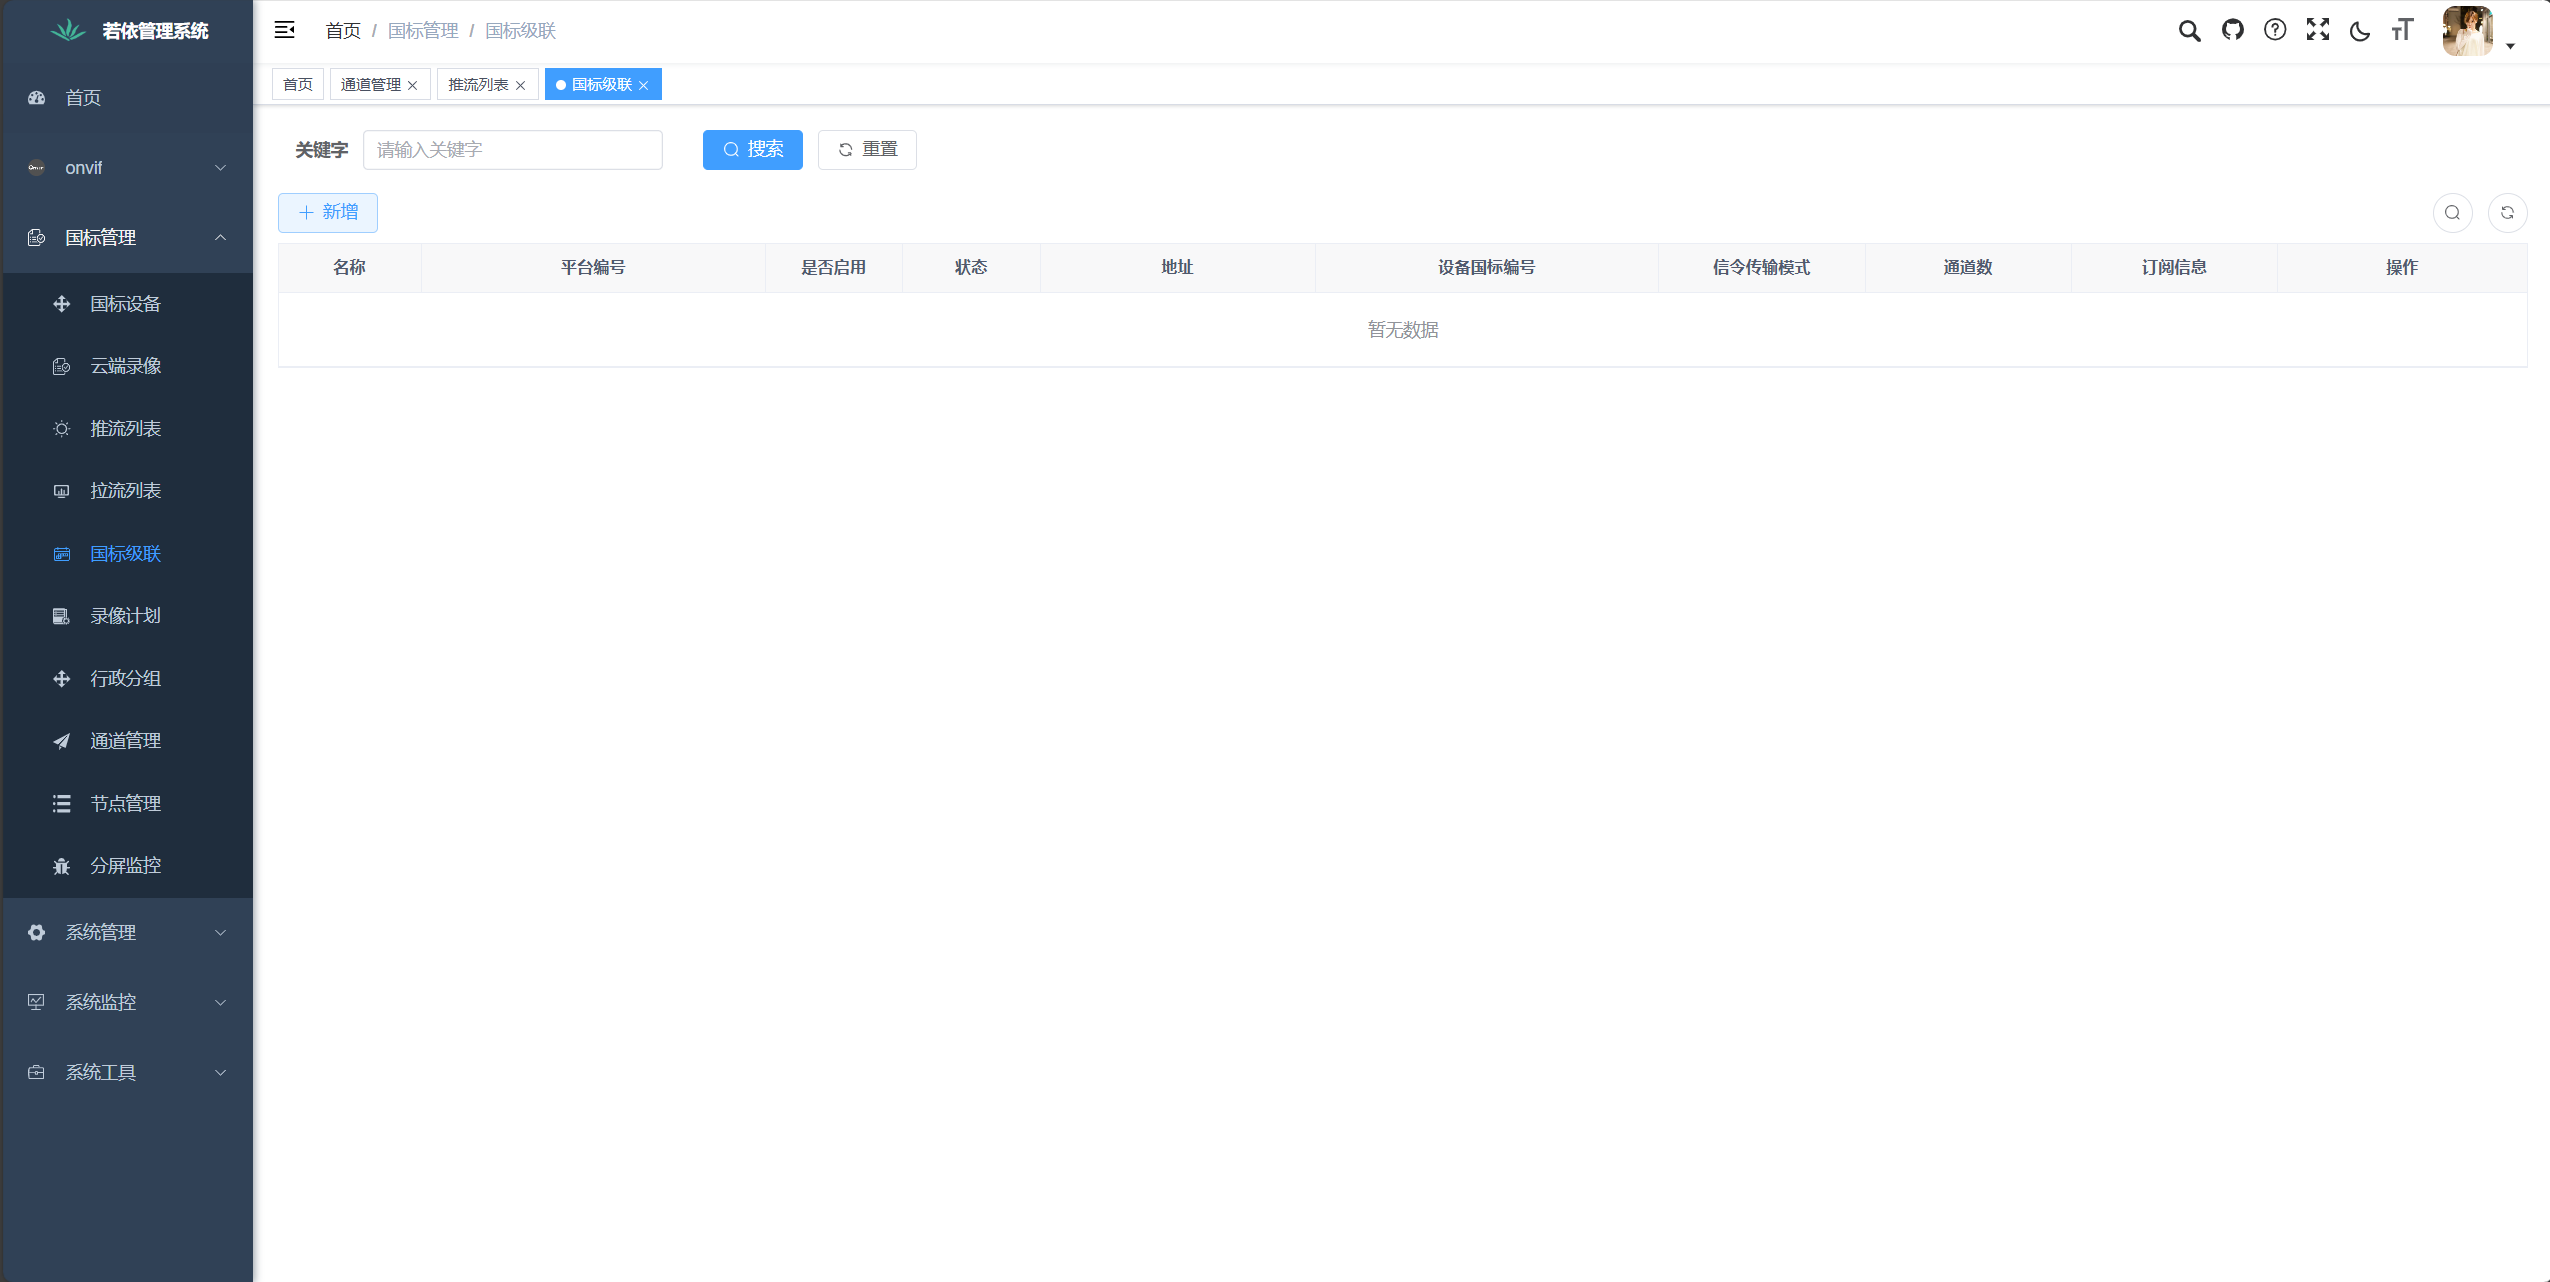 若依管理系统
首页 / 国标管理 / 国标级联
首页
通道管理
推流列表
国标级联
首页
onvif
国标管理
国标设备
云端录像
推流列表
拉流列表
国标级联
录像计划
行政分组
通道管理
节点管理
分屏监控
系统管理
系统监控
系统工具
关键字 请输入关键字 搜索 重置
新增
名称 平台编号 是否启用 状态 地址 设备国标编号 信令传输模式 通道数 订阅信息 操作
暂无数据